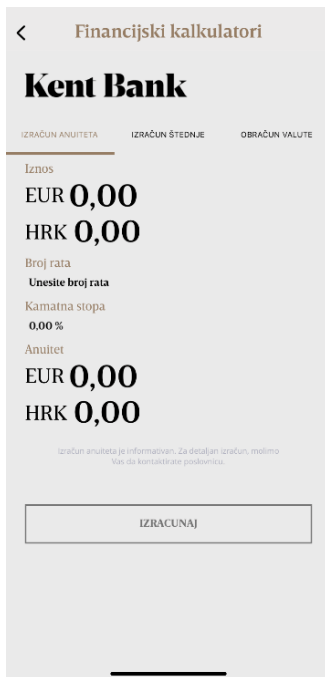 Financijski kalkulatori
Kent Bank
IZRAČUN ANUITETA IZRAČUN ŠTEDNJE OBRAČUN VALUTE
Iznos
EUR 0,00
HRK 0,00
Broj rata
Unesite broj rata
Kamatna stopa
0,00 %
Anuitet
EUR 0,00
HRK 0,00
Izračun anuiteta je informativan. Za detaljan izračun, molimo
Vas da kontaktirate poslovnicu.
IZRACUNAJ